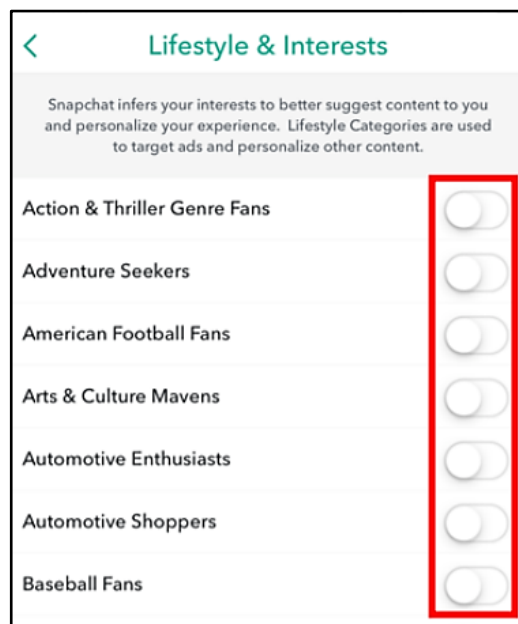 Lifestyle & Interests
Snapchat infers your interests to better suggest content to you
and personalize your experience. Lifestyle Categories are used
to target ads and personalize other content.
Action & Thriller Genre Fans
Adventure Seekers
American Football Fans
Arts & Culture Mavens
Automotive Enthusiasts
Automotive Shoppers
Baseball Fans